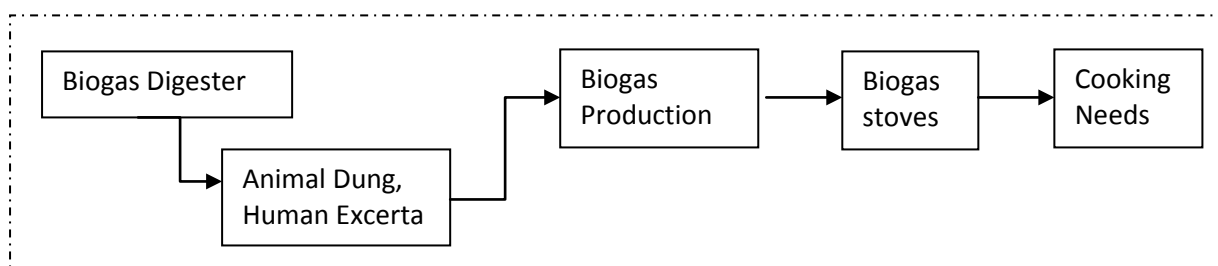 Biogas Digester
Animal Dung,
Human Excerta
Biogas
Production
Biogas
stoves
Cooking
Needs